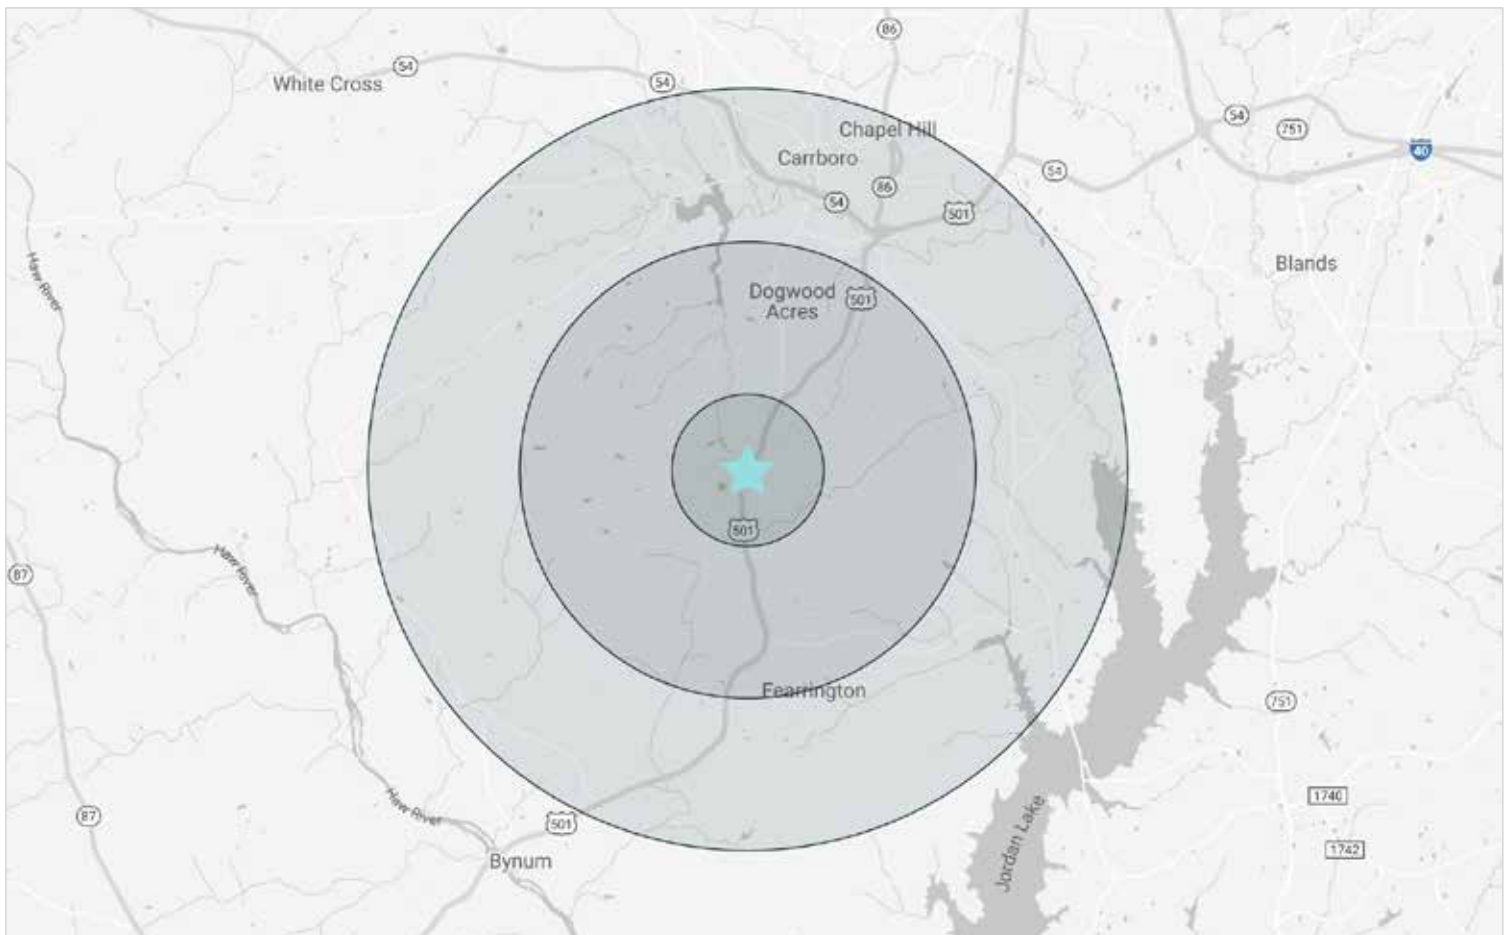 86
54
White Cross
54
54
751
Chapel Hill
40
Carrboro
54
86
54
501
Haw River
Blands
Dogwood
Acres
501
501
Haw River
87
Fearrington
751
1740
Haw River
87
501
Jordan Lake
1742
Bynum